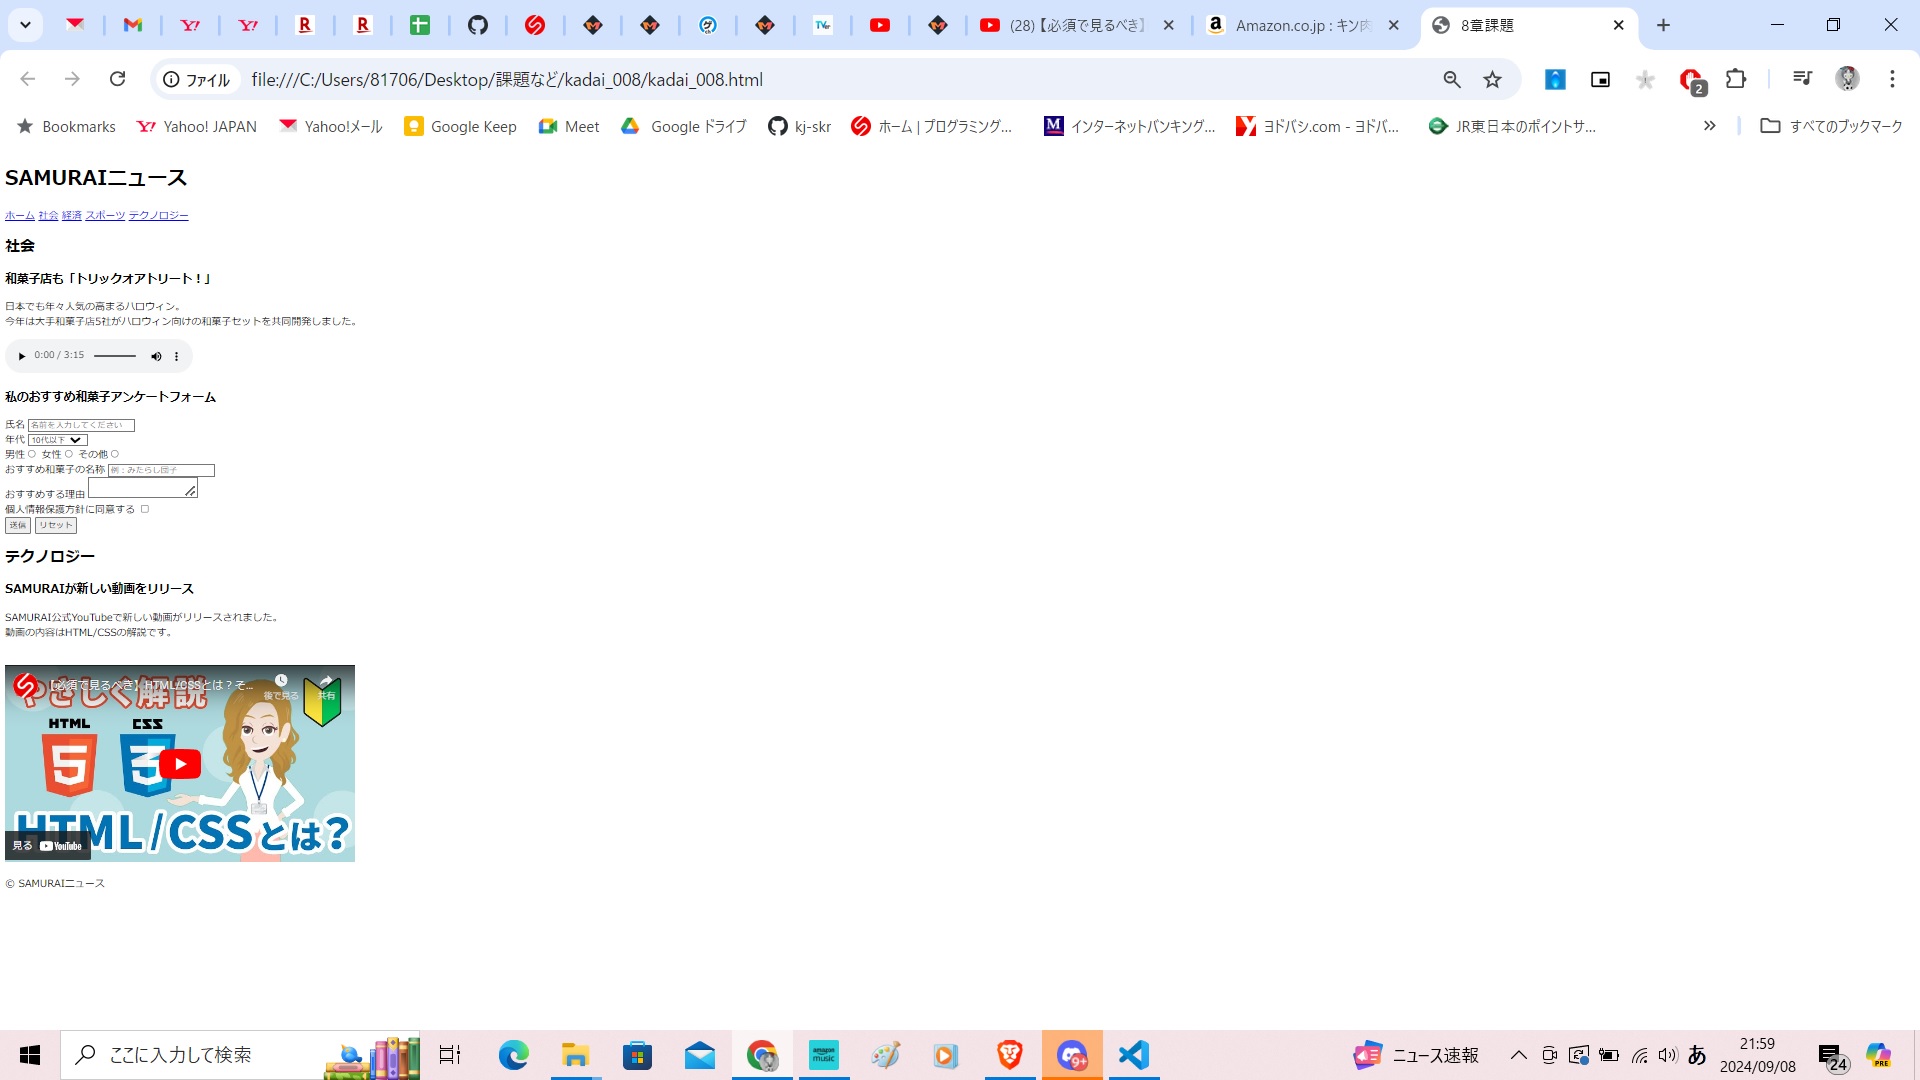 (28)【必須で見るべき】
Amazon.co.jp : キン肉
8章課題
ファイル
file:///C:/Users/81706/Desktop/課題など/kadai_008/kadai_008.html
2
Bookmarks
Yahoo! JAPAN
Yahoo!メール
Google Keep
Meet
Google ドライブ
kj-skr
ホーム | プログラミング...
インターネットバンキング...
ヨドバシ.com - ヨドバ...
JR東日本のポイントサ...
すべてのブックマーク
SAMURAIニュース
ホーム 社会 経済 スポーツ テクノロジー
社会
和菓子店も「トリックオアトリート！」
日本でも年々人気の高まるハロウィン。
今年は大手和菓子店5社がハロウィン向けの和菓子セットを共同開発しました。
0:00 / 3:15
私のおすすめ和菓子アンケートフォーム
氏名 名前を入力してください
年代 10代以下
男性 女性 その他
おすすめ和菓子の名称 例：みたらし団子
おすすめする理由
個人情報保護方針に同意する
送信 リセット
テクノロジー
SAMURAIが新しい動画をリリース
SAMURAI公式YouTubeで新しい動画がリリースされました。
動画の内容はHTML/CSSの解説です。
【必須で見るべき】HTML/CSSとは？そ...
後で見る
共有
やさしく解説
HTML CSS
5 3
HTML/CSSとは？
見る YouTube
© SAMURAIニュース
ここに入力して検索
amazon music
9+
ニュース速報
あ
21:59
2024/09/08
24
PRE